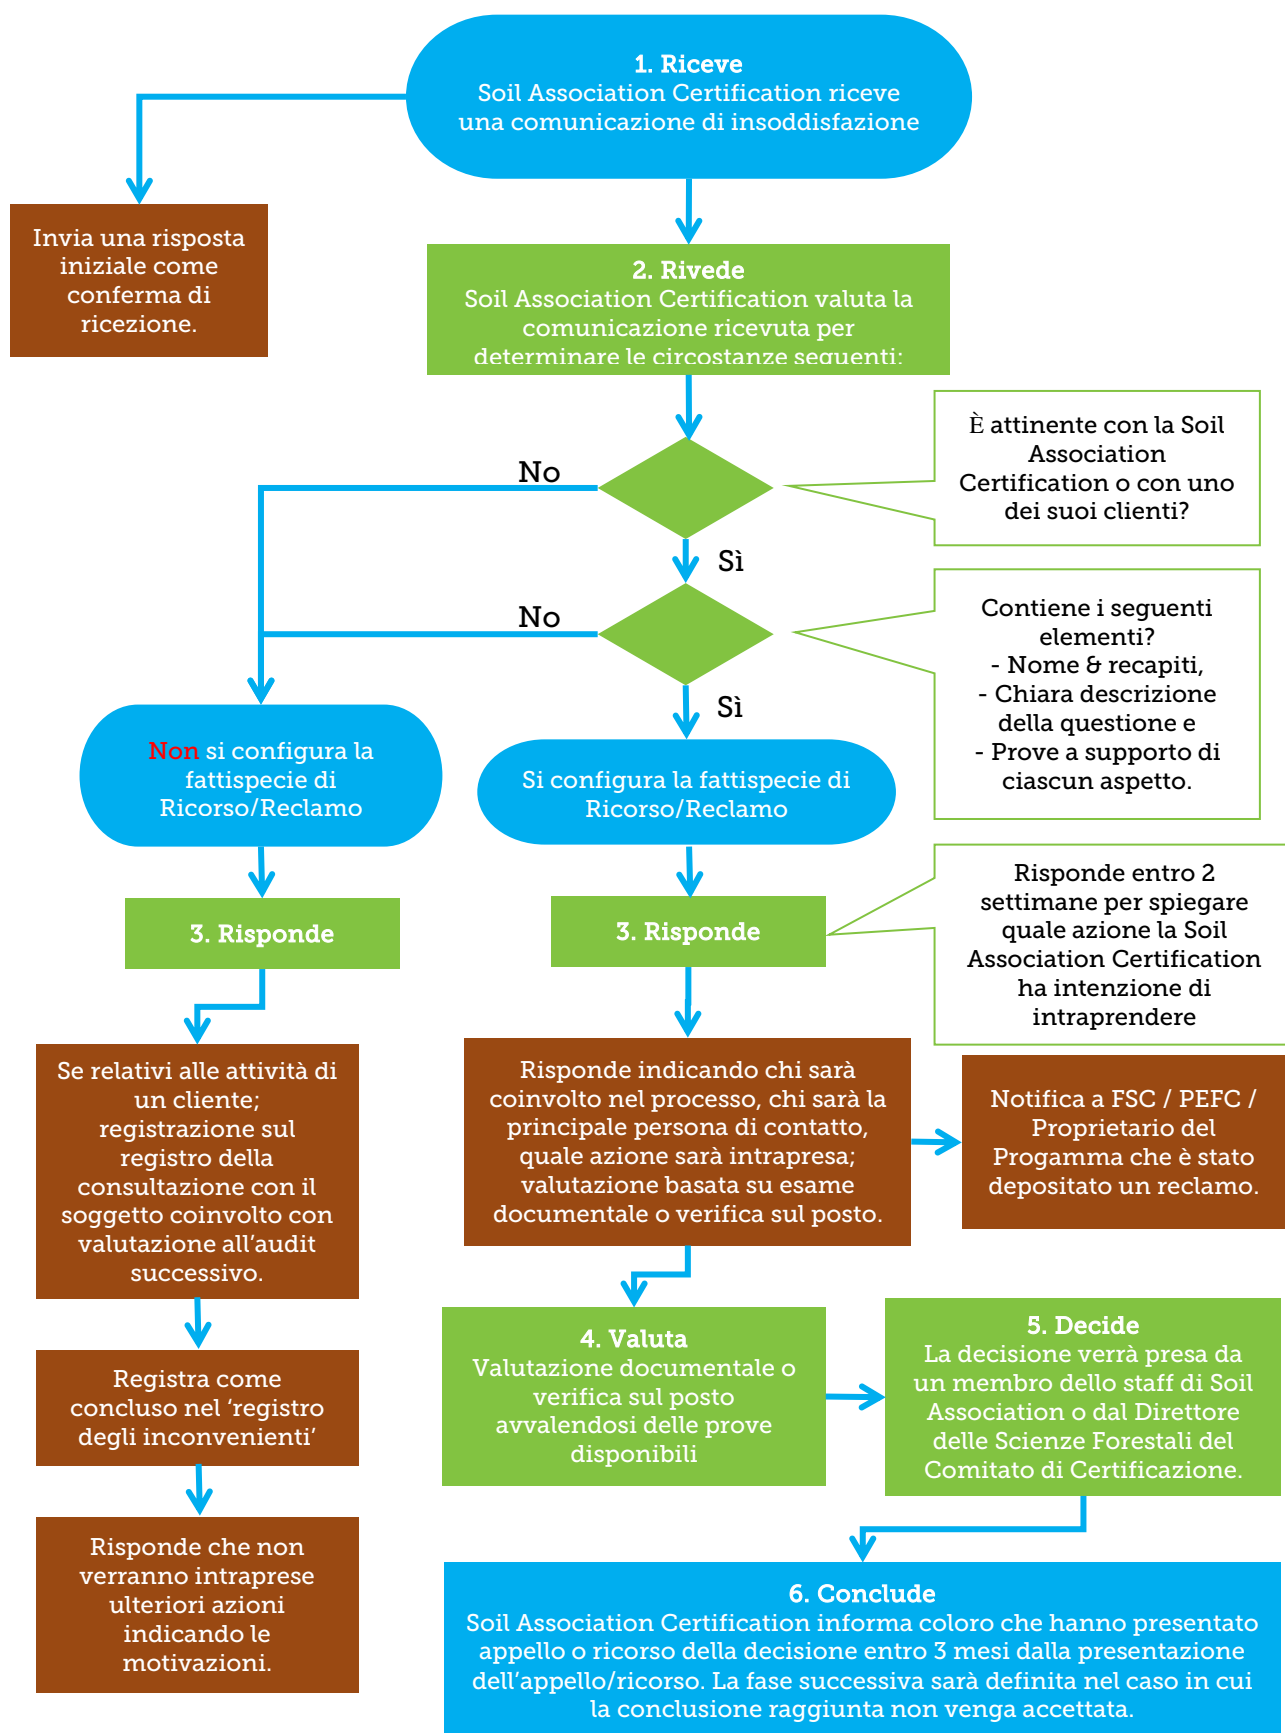 1. Riceve
Soil Association Certification riceve
una comunicazione di insoddisfazione
Invia una risposta
iniziale come
conferma di
ricezione.
2. Rivede
Soil Association Certification valuta la
comunicazione ricevuta per
determinare le circostanze seguenti:
È attinente con la Soil
Association
Certification o con uno
dei suoi clienti?
No
Sì
Contiene i seguenti
elementi?
- Nome & recapiti,
- Chiara descrizione
della questione e
- Prove a supporto di
ciascun aspetto.
No
Sì
Non si configura la
fattispecie di
Ricorso/Reclamo
Si configura la fattispecie di
Ricorso/Reclamo
3. Risponde
3. Risponde
Risponde entro 2
settimane per spiegare
quale azione la Soil
Association Certification
ha intenzione di
intraprendere
Se relativi alle attività di
un cliente;
registrazione sul
registro della
consultazione con il
soggetto coinvolto con
valutazione all’audit
successivo.
Risponde indicando chi sarà
coinvolto nel processo, chi sarà la
principale persona di contatto,
quale azione sarà intrapresa;
valutazione basata su esame
documentale o verifica sul posto.
Notifica a FSC / PEFC /
Proprietario del
Progamma che è stato
depositato un reclamo.
Registra come
concluso nel ‘registro
degli inconvenienti’
4. Valuta
Valutazione documentale o
verifica sul posto
avvalendosi delle prove
disponibili
5. Decide
La decisione verrà presa da
un membro dello staff di Soil
Association o dal Direttore
delle Scienze Forestali del
Comitato di Certificazione.
Risponde che non
verranno intraprese
ulteriori azioni
indicando le
motivazioni.
6. Conclude
Soil Association Certification informa coloro che hanno presentato
appello o ricorso della decisione entro 3 mesi dalla presentazione
dell’appello/ricorso. La fase successiva sarà definita nel caso in cui
la conclusione raggiunta non venga accettata.